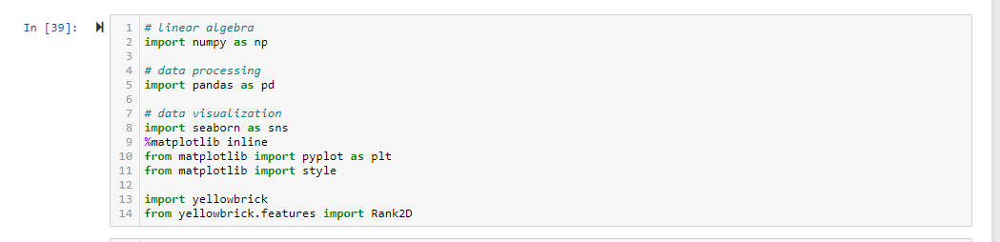 In [39]:
1 # linear algebra
2 import numpy as np
3
4 # data processing
5 import pandas as pd
6
7 # data visualization
8 import seaborn as sns
9 %matplotlib inline
10 from matplotlib import pyplot as plt
11 from matplotlib import style
12
13 import yellowbrick
14 from yellowbrick.features import Rank2D